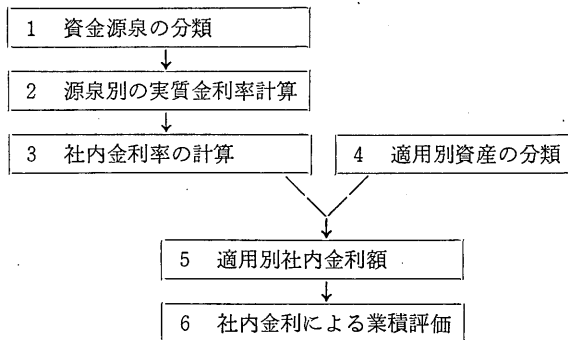 1 資金源泉の分類
2 源泉別の実質金利率計算
3 社内金利率の計算
4 適用別資産の分類
5 適用別社内金利額
6 社内金利による業積評価